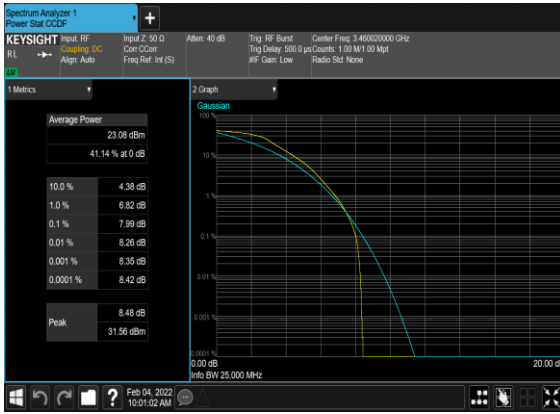 Spectrum Analyzer 1
Power Stat CCDF
KEYSIGHT
RL
Input: RF
Coupling: DC
Align: Auto
Input Z: 50 Ω
Corr CCorr
Freq Ref: Int (S)
Atten: 40 dB
Trig: RF Burst
Trig Delay: 500.0 µs
#IF Gain: Low
Center Freq: 3.460020000 GHz
Counts: 1.00 M/1.00 Mpt
Radio Std: None
1 Metrics
Average Power
23.08 dBm
41.14 % at 0 dB
10.0 % 4.38 dB
1.0 % 6.82 dB
0.1 % 7.99 dB
0.01 % 8.26 dB
0.001 % 8.35 dB
0.0001 % 8.42 dB
Peak
8.48 dB
31.56 dBm
2 Graph
Gaussian
100 %
10 %
1 %
0.1 %
0.01 %
0.001 %
0.0001 %
0.00 dB
20.00 d
Info BW 25.000 MHz
?
Feb 04, 2022
10:01:02 AM